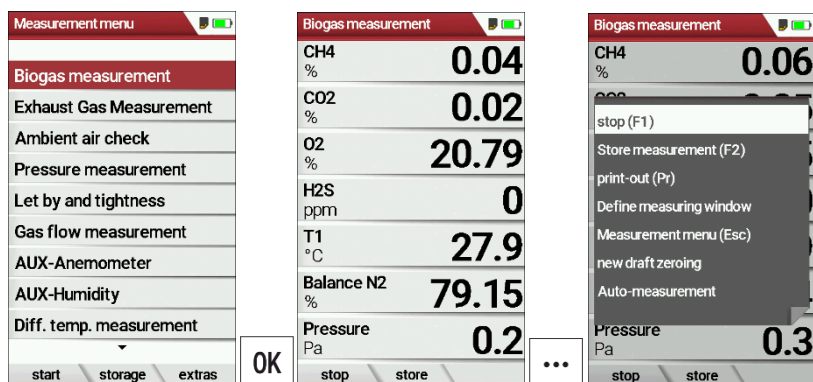 Measurement menu
Biogas measurement
Exhaust Gas Measurement
Ambient air check
Pressure measurement
Let by and tightness
Gas flow measurement
AUX-Anemometer
AUX-Humidity
Diff. temp. measurement
start storage extras
OK
Biogas measurement
CH4
% 0.04
CO2
% 0.02
O2
% 20.79
H2S
ppm 0
T1
°C 27.9
Balance N2
% 79.15
Pressure
Pa 0.2
stop store
...
Biogas measurement
CH4
% 0.06
stop (F1)
Store measurement (F2)
print-out (Pr)
Define measuring window
Measurement menu (Esc)
new draft zeroing
Auto-measurement
Pressure
Pa 0.3
stop store